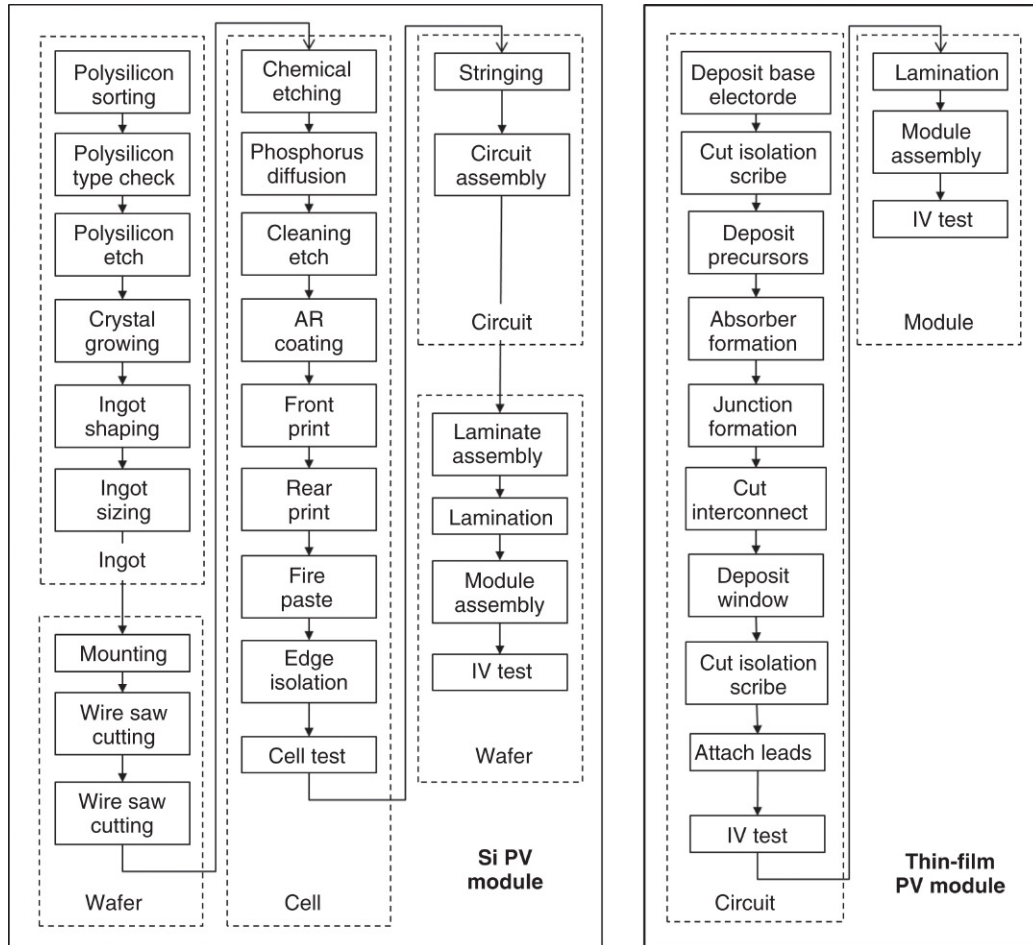 Polysilicon
sorting
Polysilicon
type check
Polysilicon
etch
Crystal
growing
Ingot
shaping
Ingot
sizing
Ingot
Mounting
Wire saw
cutting
Wire saw
cutting
Wafer
Chemical
etching
Phosphorus
diffusion
Cleaning
etch
AR
coating
Front
print
Rear
print
Fire
paste
Edge
isolation
Cell test
Cell
Stringing
Circuit
assembly
Circuit
Laminate
assembly
Lamination
Module
assembly
IV test
Wafer
Si PV
module
Deposit base
electorde
Cut isolation
scribe
Deposit
precursors
Absorber
formation
Junction
formation
Cut
interconnect
Deposit
window
Cut isolation
scribe
Attach leads
IV test
Circuit
Lamination
Module
assembly
IV test
Module
Thin-film
PV module